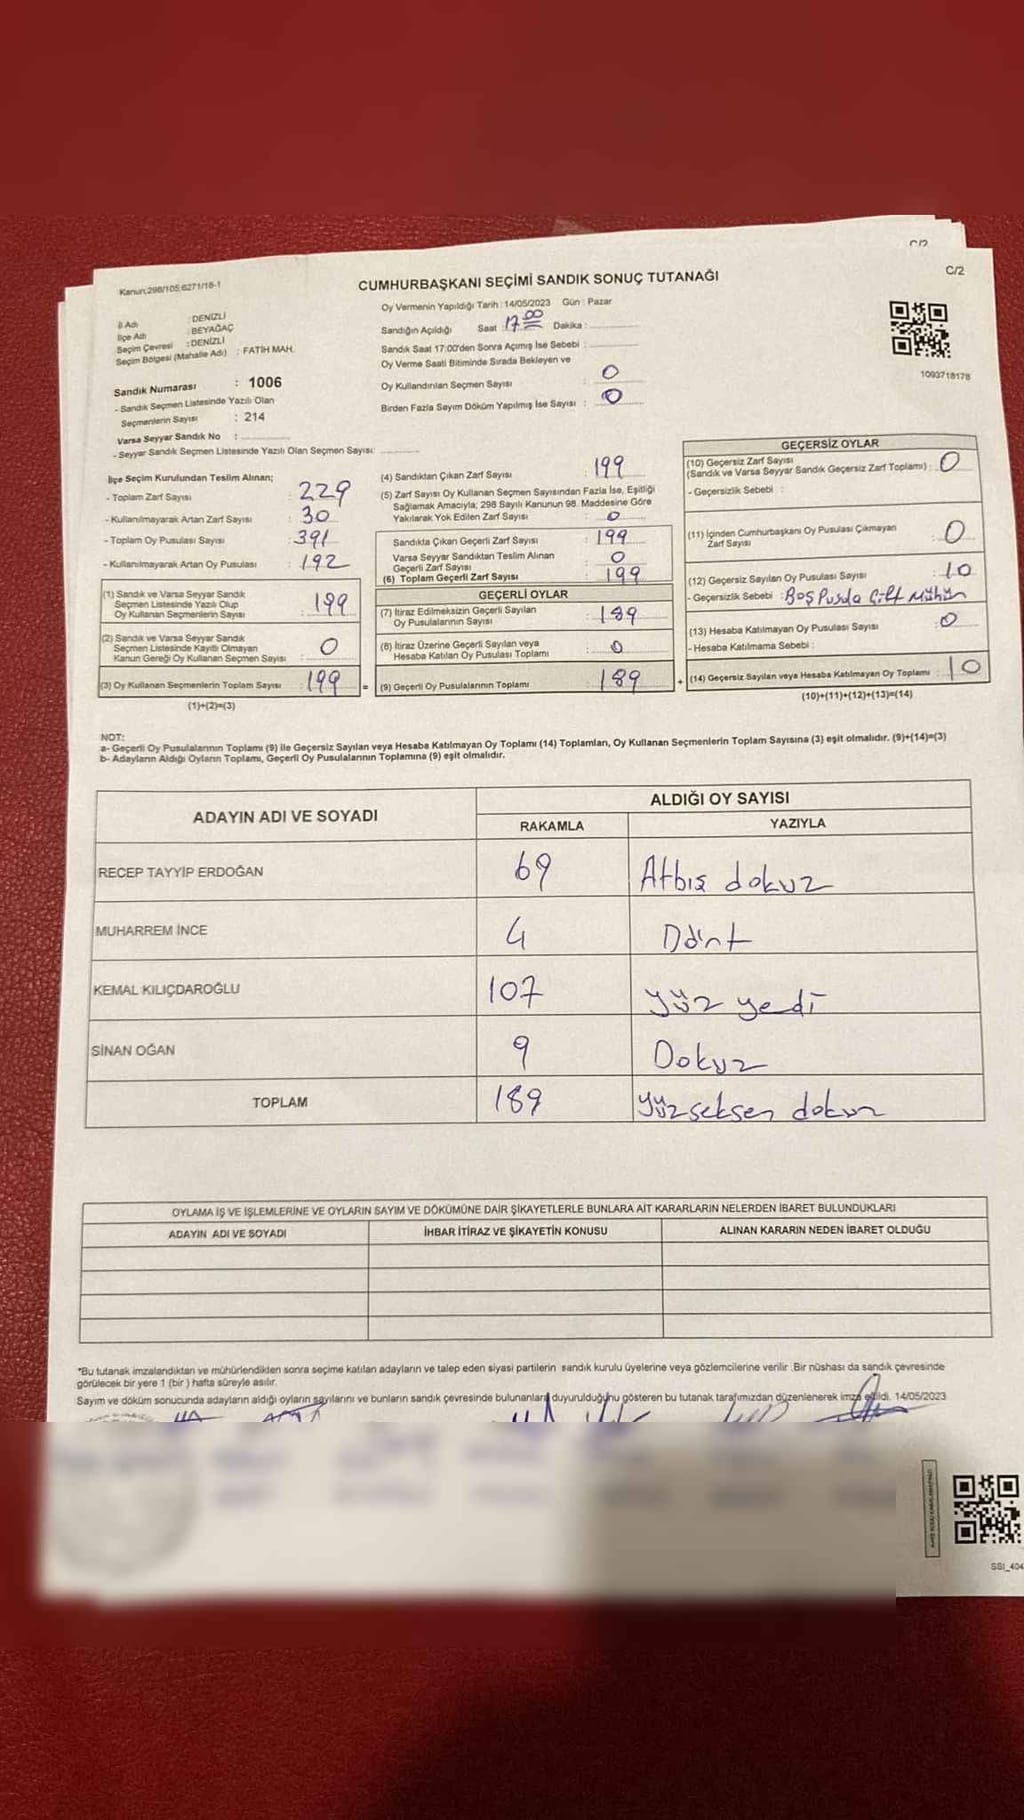 C/2
Kanun:298/105:6271/18-1
CUMHURBAŞKANI SEÇİMİ SANDIK SONUÇ TUTANAĞI
C/2
İl Adı : DENİZLİ
İlçe Adı : BEYAĞAÇ
Seçim Çevresi : DENİZLİ
Seçim Bölgesi (Mahalle Adı) : FATİH MAH.
Sandık Numarası : 1006
- Sandık Seçmen Listesinde Yazılı Olan
Seçmenlerin Sayısı : 214
Varsa Seyyar Sandık No :
- Seyyar Sandık Seçmen Listesinde Yazılı Olan Seçmen Sayısı:
Oy Vermenin Yapıldığı Tarih : 14/05/2023 Gün : Pazar
Sandığın Açıldığı Saat : 17 00 Dakika :
Sandık Saat 17:00'den Sonra Açımış İse Sebebi :
Oy Verme Saati Bitiminde Sırada Bekleyen ve
Oy Kullandırılan Seçmen Sayısı : 0
Birden Fazla Sayım Döküm Yapılmış İse Sayısı : 0
1093718178
İlçe Seçim Kurulundan Teslim Alınan;
- Toplam Zarf Sayısı : 229
- Kullanılmayarak Artan Zarf Sayısı : 30
- Toplam Oy Pusulası Sayısı : 391
- Kullanılmayarak Artan Oy Pusulası : 192
(1) Sandık ve Varsa Seyyar Sandık
Seçmen Listesinde Yazılı Olup
Oy Kullanan Seçmenlerin Sayısı : 199
(2) Sandık ve Varsa Seyyar Sandık
Seçmen Listesinde Kayıtlı Olmayan
Kanun Gereği Oy Kullanan Seçmen Sayısı : 0
(3) Oy Kullanan Seçmenlerin Toplam Sayısı : 199 =
(1)+(2)=(3)
(4) Sandıktan Çıkan Zarf Sayısı : 199
(5) Zarf Sayısı Oy Kullanan Seçmen Sayısından Fazla İse, Eşitliği
Sağlamak Amacıyla; 298 Sayılı Kanunun 98. Maddesine Göre
Yakılarak Yok Edilen Zarf Sayısı : 0
Sandıkta Çıkan Geçerli Zarf Sayısı : 199
Varsa Seyyar Sandıktan Teslim Alınan
Geçerli Zarf Sayısı : 0
(6) Toplam Geçerli Zarf Sayısı : 199
GEÇERLİ OYLAR
(7) İtiraz Edilmeksizin Geçerli Sayılan
Oy Pusulalarının Sayısı : 189
(8) İtiraz Üzerine Geçerli Sayılan veya
Hesaba Katılan Oy Pusulası Toplamı : 0
(9) Geçerli Oy Pusulalarının Toplamı : 189 +
GEÇERSİZ OYLAR
(10) Geçersiz Zarf Sayısı
(Sandık ve Varsa Seyyar Sandık Geçersiz Zarf Toplamı) : 0
- Geçersizlik Sebebi :
(11) İçinden Cumhurbaşkanı Oy Pusulası Çıkmayan
Zarf Sayısı : 0
(12) Geçersiz Sayılan Oy Pusulası Sayısı : 10
- Geçersizlik Sebebi : Boş Pusula Çift Mühür
(13) Hesaba Katılmayan Oy Pusulası Sayısı : 0
- Hesaba Katılmama Sebebi :
(14) Geçersiz Sayılan veya Hesaba Katılmayan Oy Toplamı : 10
(10)+(11)+(12)+(13)=(14)
NOT:
a- Geçerli Oy Pusulalarının Toplamı (9) ile Geçersiz Sayılan veya Hesaba Katılmayan Oy Toplamı (14) Toplamları, Oy Kullanan Seçmenlerin Toplam Sayısına (3) eşit olmalıdır. (9)+(14)=(3)
b- Adayların Aldığı Oyların Toplamı, Geçerli Oy Pusulalarının Toplamına (9) eşit olmalıdır.
ADAYIN ADI VE SOYADI ALDIĞI OY SAYISI
RAKAMLA YAZIYLA
RECEP TAYYİP ERDOĞAN 69 Atbış dokuz
MUHARREM İNCE 4 Dört
KEMAL KILIÇDAROĞLU 107 Yüz yedi
SİNAN OĞAN 9 Dokuz
TOPLAM 189 Yüzseksen dokuz
OYLAMA İŞ VE İŞLEMLERİNE VE OYLARIN SAYIM VE DÖKÜMÜNE DAİR ŞİKAYETLERLE BUNLARA AİT KARARLARIN NELERDEN İBARET BULUNDUKLARI
ADAYIN ADI VE SOYADI İHBAR İTİRAZ VE ŞİKAYETİN KONUSU ALINAN KARARIN NEDEN İBARET OLDUĞU
*Bu tutanak imzalandıktan ve mühürlendikten sonra seçime katılan adayların ve talep eden siyasi partilerin sandık kurulu üyelerine veya gözlemcilerine verilir .Bir nüshası da sandık çevresinde
görülecek bir yere 1 (bir ) hafta süreyle asılır.
Sayım ve döküm sonucunda adayların aldığı oyların sayılarını ve bunların sandık çevresinde bulunanlara duyurulduğunu gösteren bu tutanak tarafımızdan düzenlenerek imza edildi. 14/05/2023
SSI_404